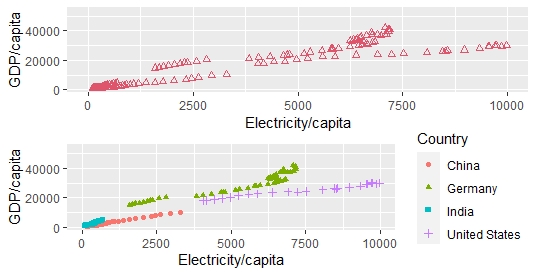 GDP/capita
40000
20000
0
0
2500
5000
7500
10000
Electricity/capita
GDP/capita
40000
20000
0
0
2500
5000
7500
10000
Electricity/capita
Country
China
Germany
India
United States